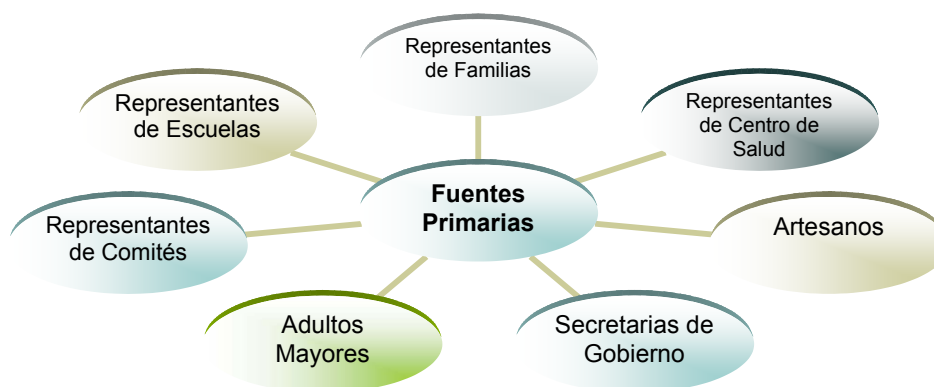 Representantes
de Familias
Representantes
de Escuelas
Representantes
de Centro de
Salud
Fuentes
Primarias
Representantes
de Comités
Artesanos
Adultos
Mayores
Secretarias de
Gobierno